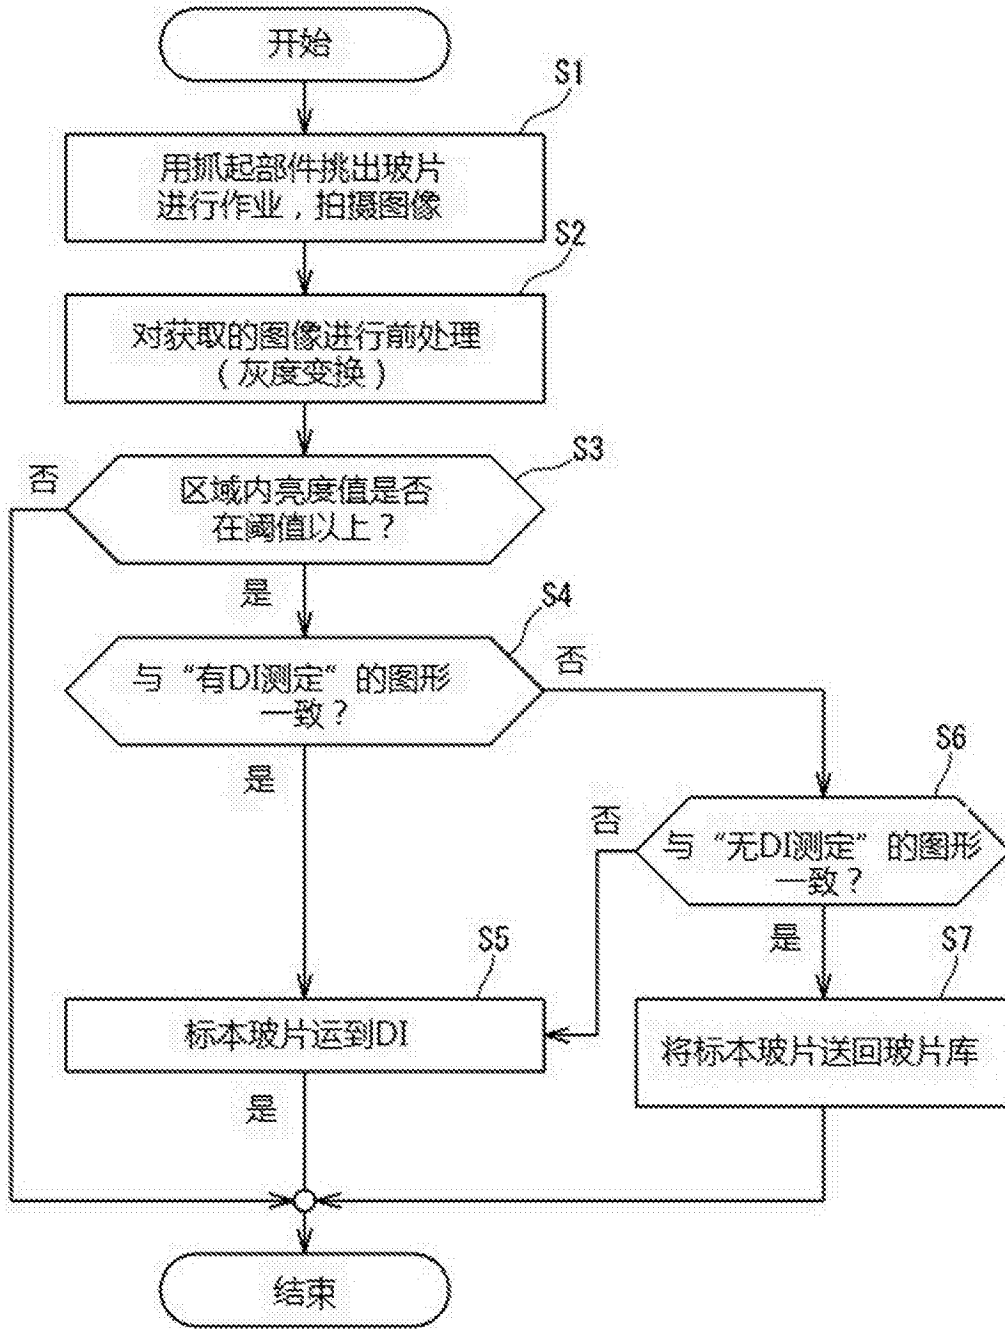 开始
S1
用抓起部件挑出玻片
进行作业，拍摄图像
S2
对获取的图像进行前处理
（灰度变换）
S3
否
区域内亮度值是否
在阈值以上？
是
S4
与“有DI测定”的图形
一致？
否
是
S6
否
与“无DI测定”的图形
一致？
是
S5
S7
标本玻片运到DI
将标本玻片送回玻片库
是
结束